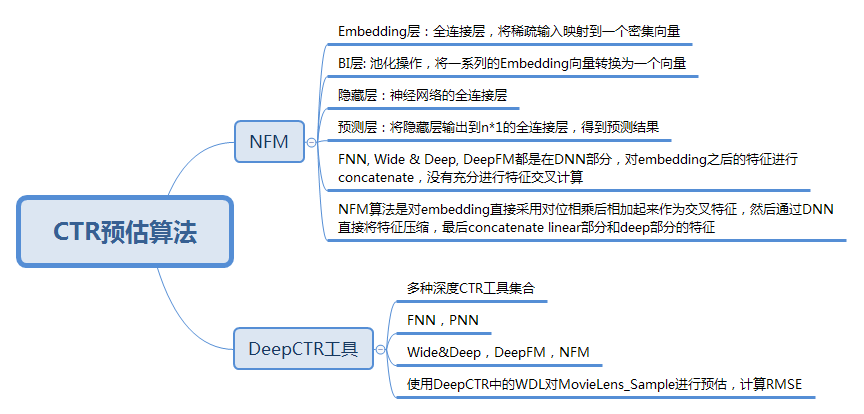 CTR预估算法
NFM
Embedding层：全连接层，将稀疏输入映射到一个密集向量
BI层: 池化操作，将一系列的Embedding向量转换为一个向量
隐藏层：神经网络的全连接层
预测层：将隐藏层输出到n*1的全连接层，得到预测结果
FNN, Wide & Deep, DeepFM都是在DNN部分，对embedding之后的特征进行
concatenate，没有充分进行特征交叉计算
NFM算法是对embedding直接采用对位相乘后相加起来作为交叉特征，然后通过DNN
直接将特征压缩，最后concatenate linear部分和deep部分的特征
DeepCTR工具
多种深度CTR工具集合
FNN，PNN
Wide&Deep，DeepFM，NFM
使用DeepCTR中的WDL对MovieLens_Sample进行预估，计算RMSE